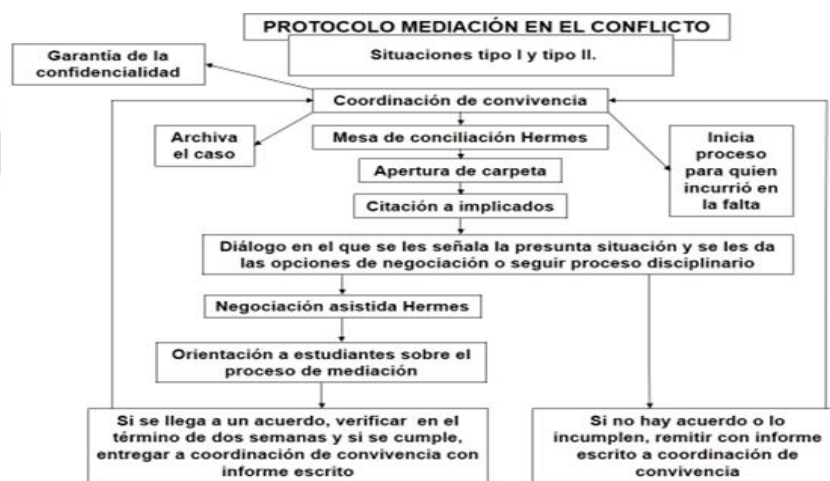 PROTOCOLO MEDIACIÓN EN EL CONFLICTO
Situaciones tipo I y tipo II.
Garantía de la
confidencialidad
Coordinación de convivencia
Archiva
el caso
Mesa de conciliación Hermes
Inicia
proceso
para quien
incurrió en
la falta
Apertura de carpeta
Citación a implicados
Diálogo en el que se les señala la presunta situación y se les da
las opciones de negociación o seguir proceso disciplinario
Negociación asistida Hermes
Orientación a estudiantes sobre el
proceso de mediación
Si se llega a un acuerdo, verificar en el
término de dos semanas y si se cumple,
entregar a coordinación de convivencia con
informe escrito
Si no hay acuerdo o lo
incumplen, remitir con informe
escrito a coordinación de
convivencia